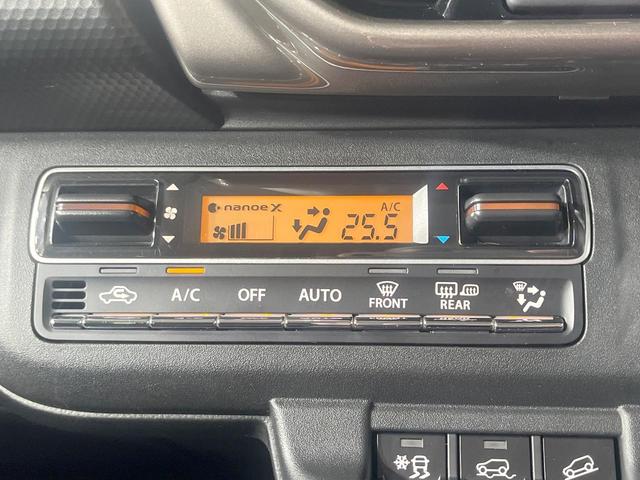 nanoe X
A/C
25.5
A/C OFF AUTO FRONT REAR